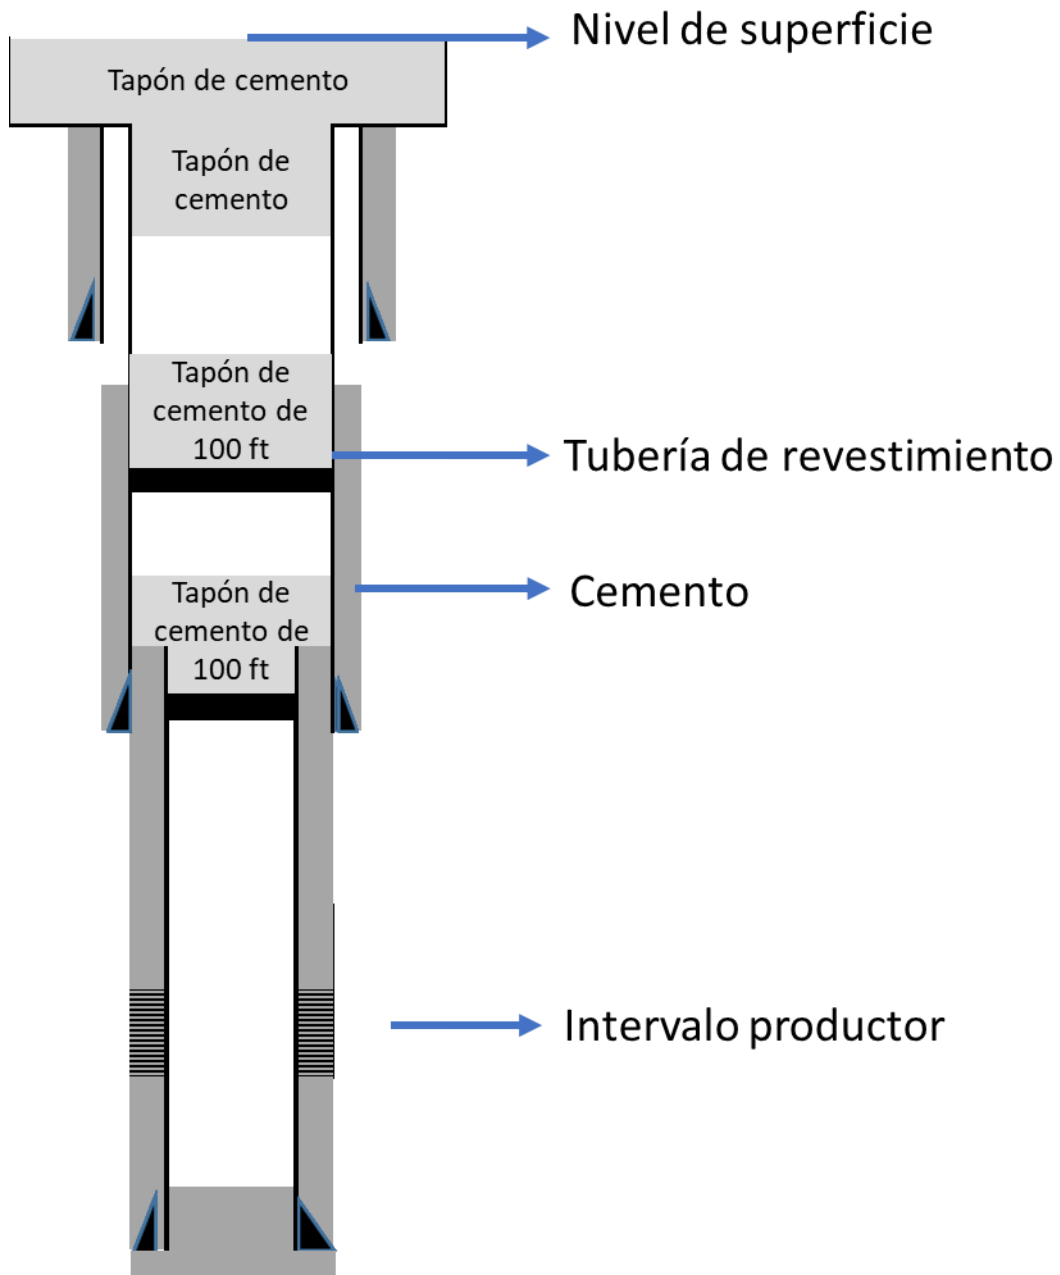 Nivel de superficie
Tapón de cemento
Tapón de
cemento
Tapón de
cemento de
100 ft
Tubería de revestimiento
Tapón de
cemento de
100 ft
Cemento
Intervalo productor